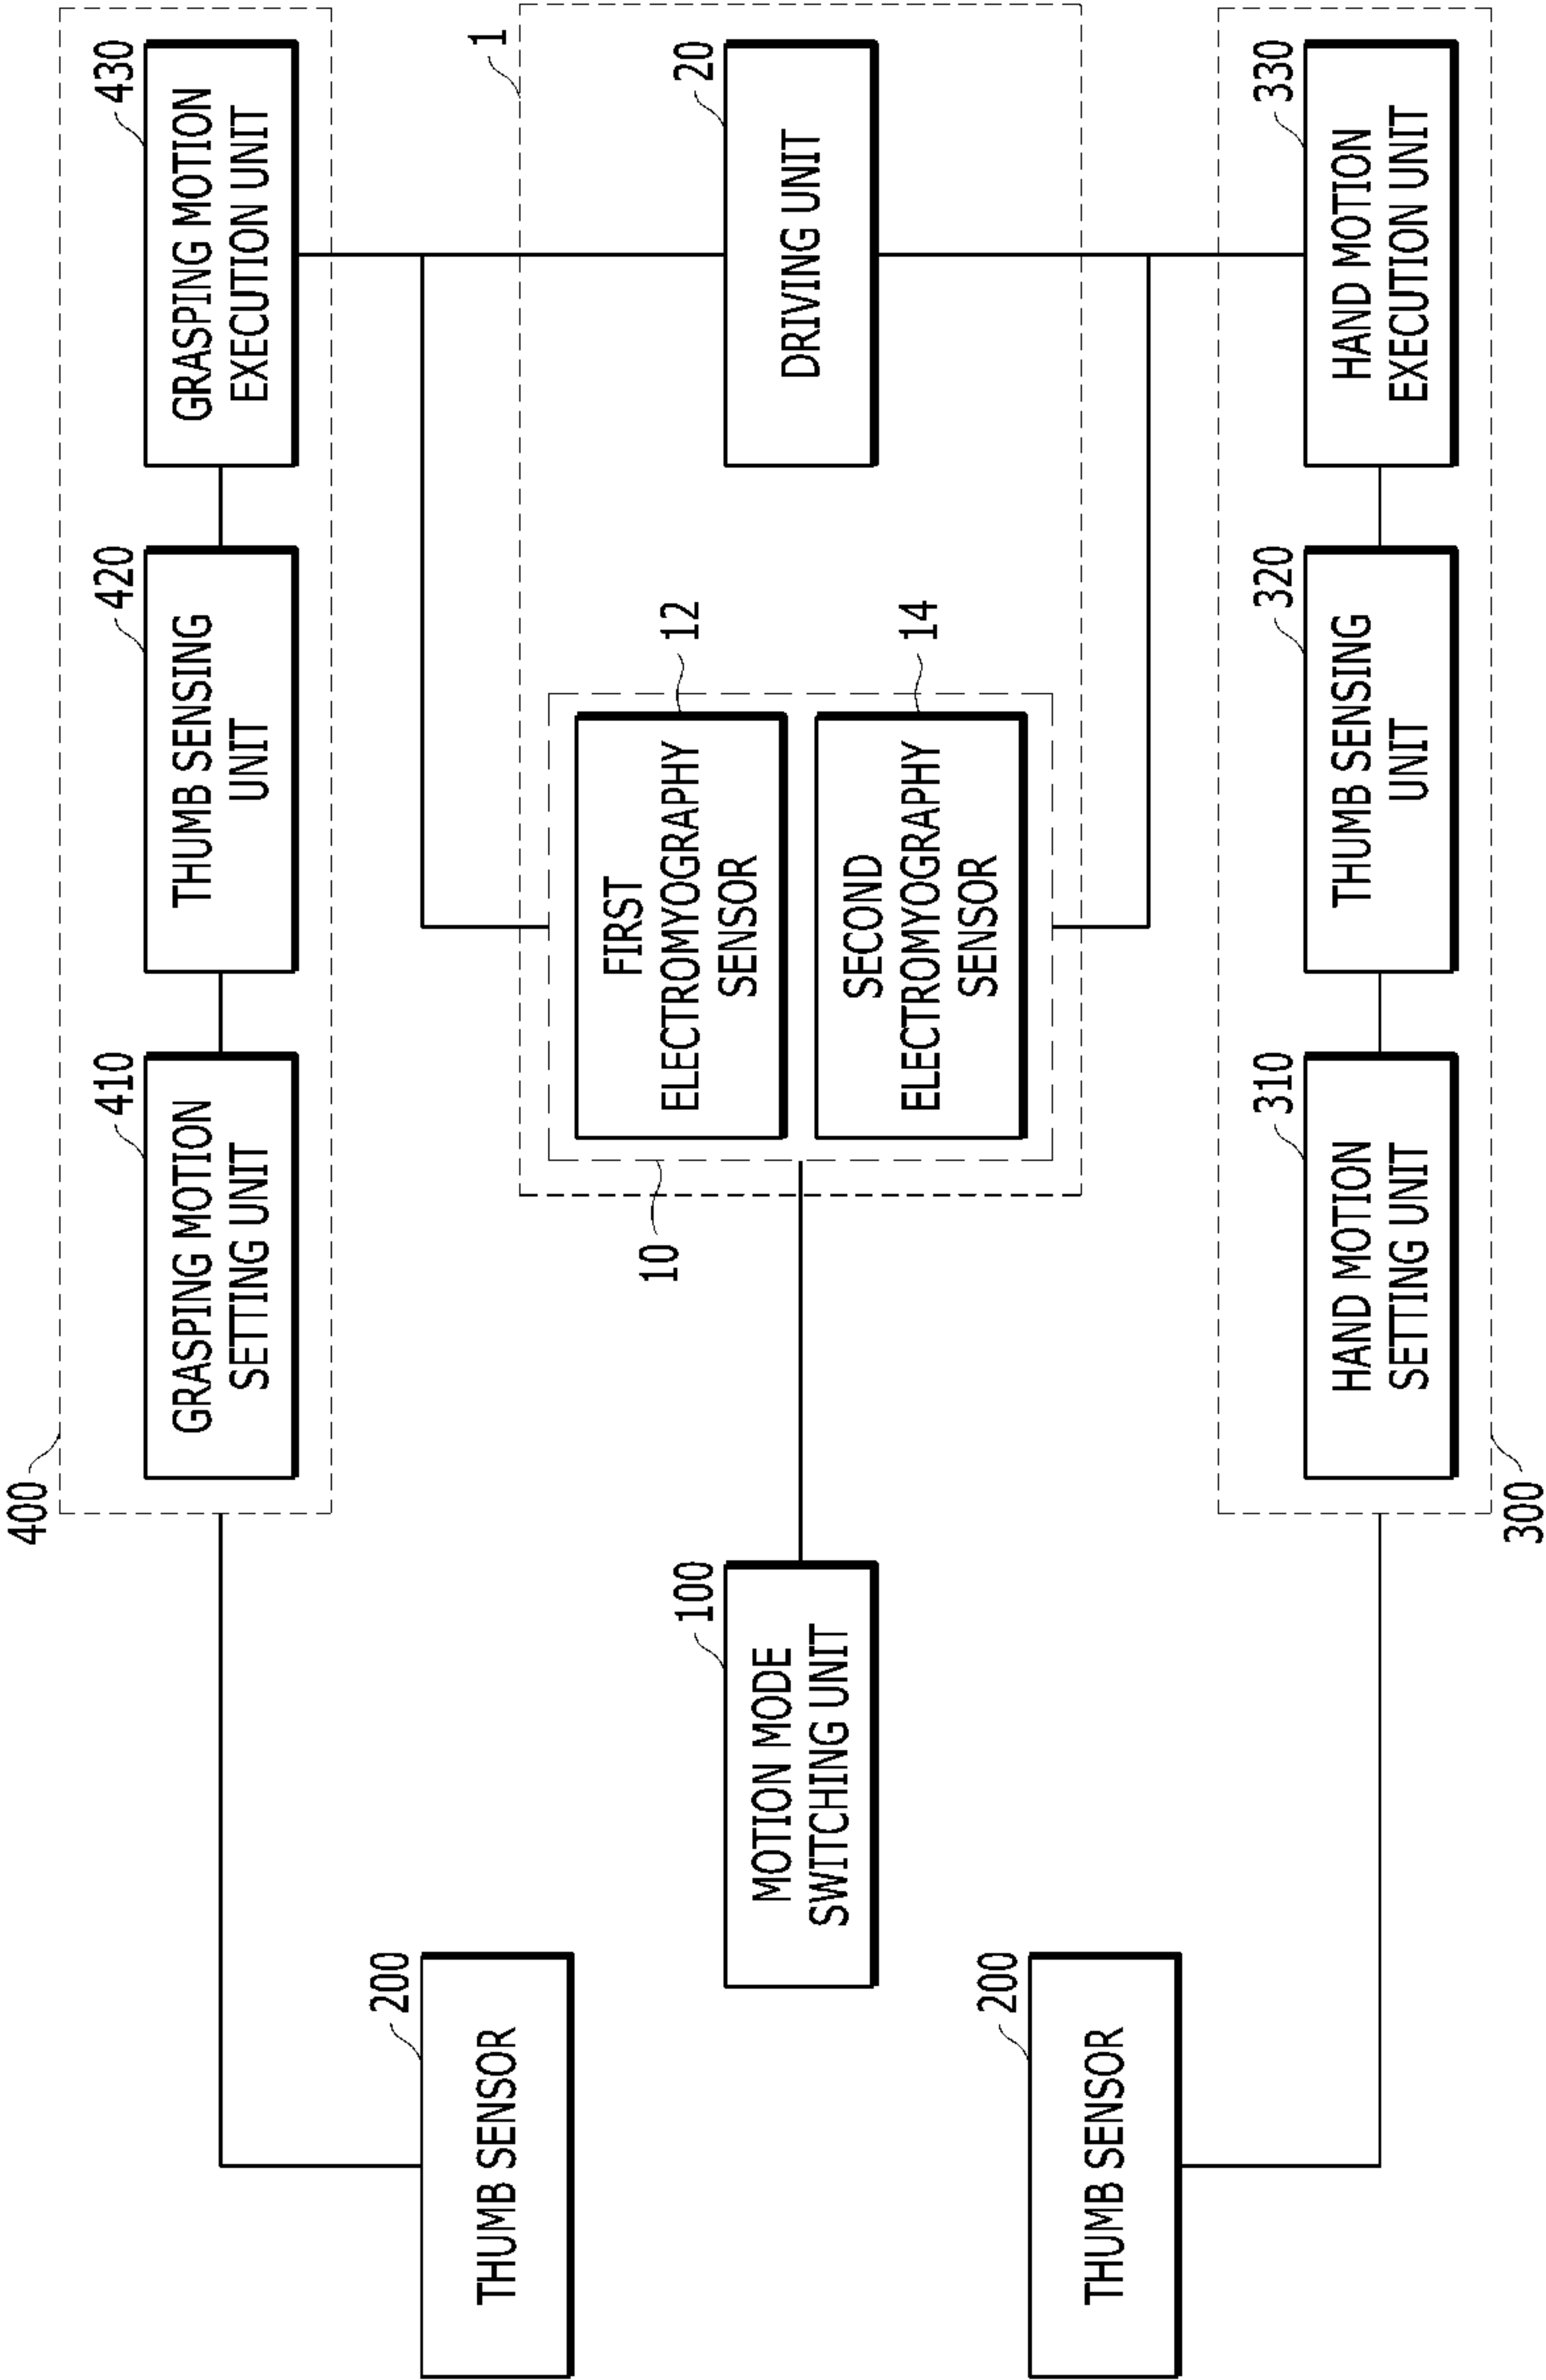 400
410
GRASPING MOTION
SETTING UNIT
420
THUMB SENSING
UNIT
430
GRASPING MOTION
EXECUTION UNIT
200
THUMB SENSOR
1
10
12
FIRST
ELECTROMYOGRAPHY
SENSOR
100
MOTION MODE
SWITCHING UNIT
20
DRIVING UNIT
14
SECOND
ELECTROMYOGRAPHY
SENSOR
200
THUMB SENSOR
310
HAND MOTION
SETTING UNIT
320
THUMB SENSING
UNIT
330
HAND MOTION
EXECUTION UNIT
300